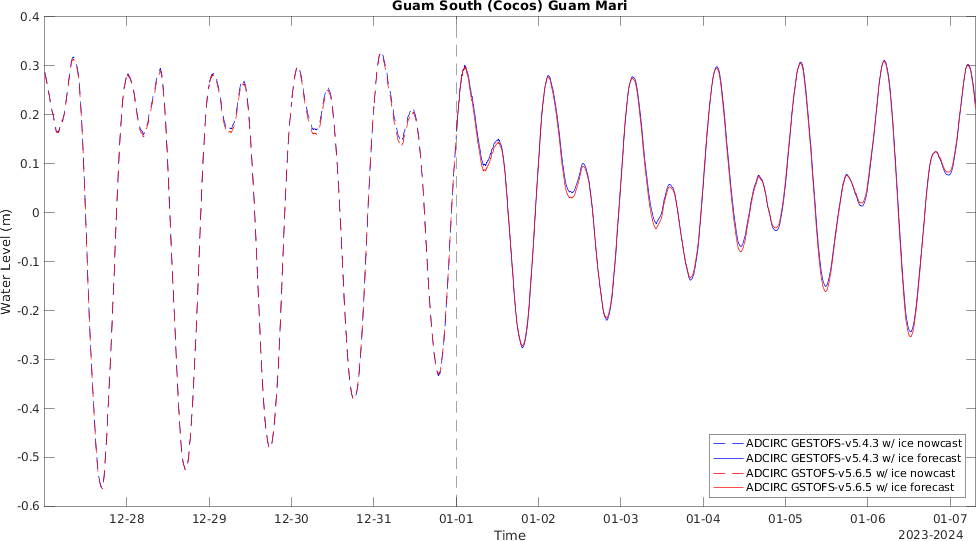 Guam South (Cocos) Guam Mari
0.4
0.3
0.2
0.1
0
-0.1
-0.2
-0.3
-0.4
-0.5
-0.6
Water Level (m)
12-28 12-29 12-30 12-31 01-01 01-02 01-03 01-04 01-05 01-06 01-07
Time
2023-2024
ADCIRC GESTOFS-v5.4.3 w/ ice nowcast
ADCIRC GESTOFS-v5.4.3 w/ ice forecast
ADCIRC GSTOFS-v5.6.5 w/ ice nowcast
ADCIRC GSTOFS-v5.6.5 w/ ice forecast